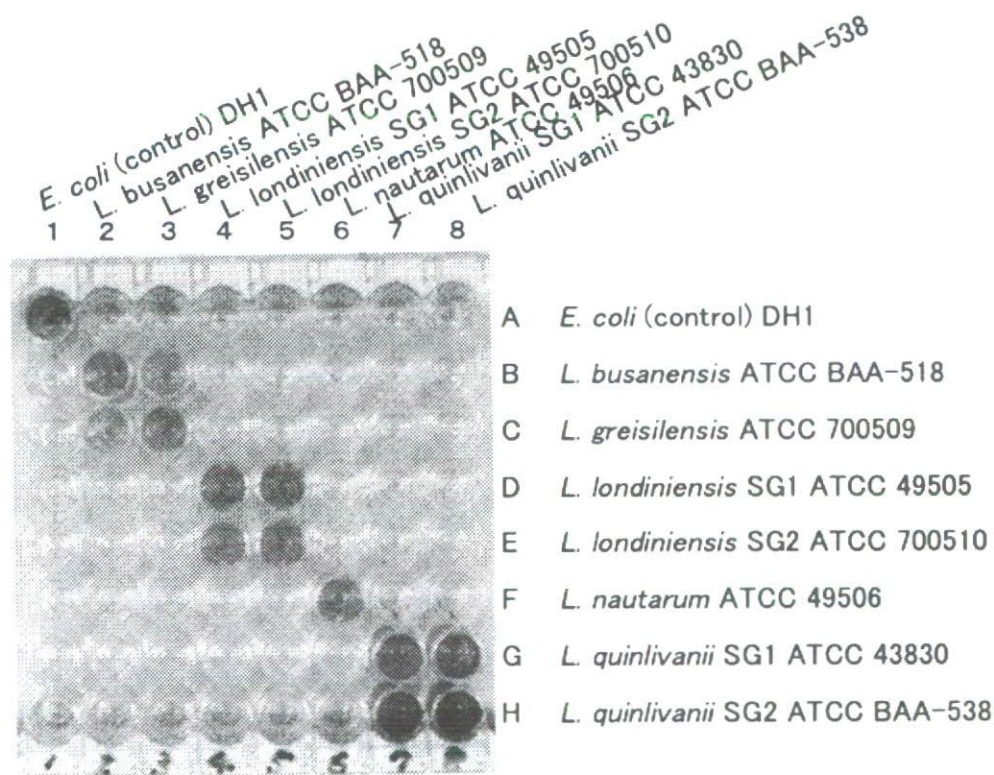 E. coli (control) DH1
L. busanensis ATCC BAA-518
L. greisilensis ATCC 700509
L. londiniensis SG1 ATCC 49505
L. londiniensis SG2 ATCC 700510
L. nautarum ATCC 49506
L. quinlivanii SG1 ATCC 43830
L. quinlivanii SG2 ATCC BAA-538
1 2 3 4 5 6 7 8
A E. coli (control) DH1
B L. busanensis ATCC BAA-518
C L. greisilensis ATCC 700509
D L. londiniensis SG1 ATCC 49505
E L. londiniensis SG2 ATCC 700510
F L. nautarum ATCC 49506
G L. quinlivanii SG1 ATCC 43830
H L. quinlivanii SG2 ATCC BAA-538